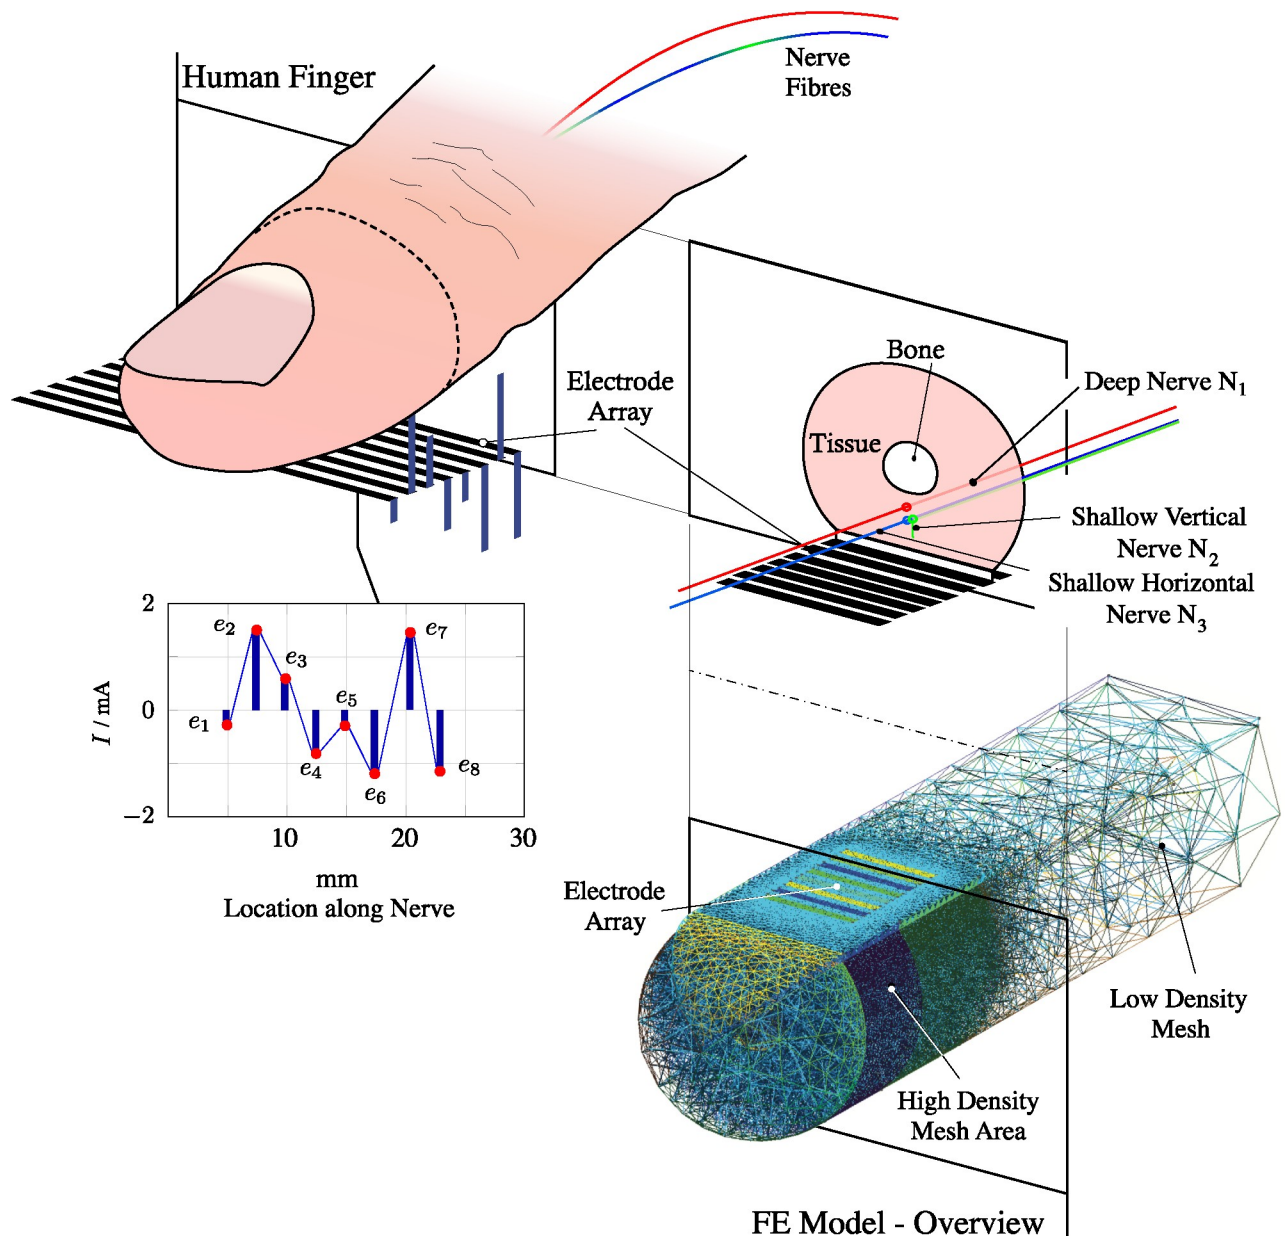 Human Finger
Nerve
Fibres
Electrode
Array
Bone
Tissue
Deep Nerve N₁
Shallow Vertical
Nerve N₂
Shallow Horizontal
Nerve N₃
2
0
−2
I / mA
e₁
e₂
e₃
e₄
e₅
e₆
e₇
e₈
10
20
30
mm
Location along Nerve
Electrode
Array
Low Density
Mesh
High Density
Mesh Area
FE Model - Overview